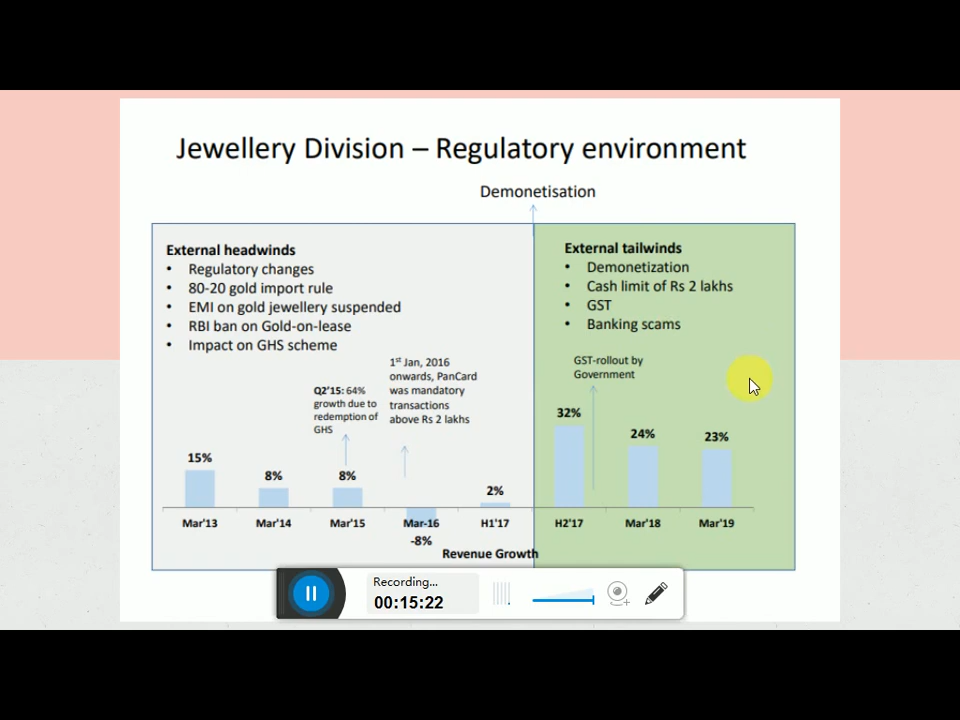 Jewellery Division – Regulatory environment
Demonetisation
External headwinds
• Regulatory changes
• 80-20 gold import rule
• EMI on gold jewellery suspended
• RBI ban on Gold-on-lease
• Impact on GHS scheme
External tailwinds
• Demonetization
• Cash limit of Rs 2 lakhs
• GST
• Banking scams
Q2'15: 64%
growth due to
redemption of
GHS
1st Jan, 2016
onwards, PanCard
was mandatory
transactions
above Rs 2 lakhs
GST-rollout by
Government
15%
8%
8%
-8%
2%
32%
24%
23%
Mar'13
Mar'14
Mar'15
Mar-16
H1'17
H2'17
Mar'18
Mar'19
Revenue Growth
Recording...
00:15:22